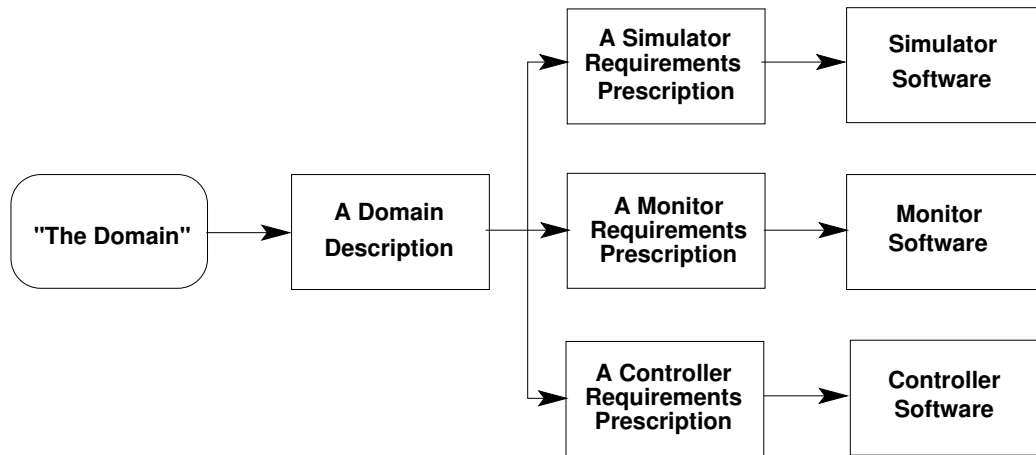 "The Domain"
A Domain
Description
A Simulator
Requirements
Prescription
Simulator
Software
A Monitor
Requirements
Prescription
Monitor
Software
A Controller
Requirements
Prescription
Controller
Software